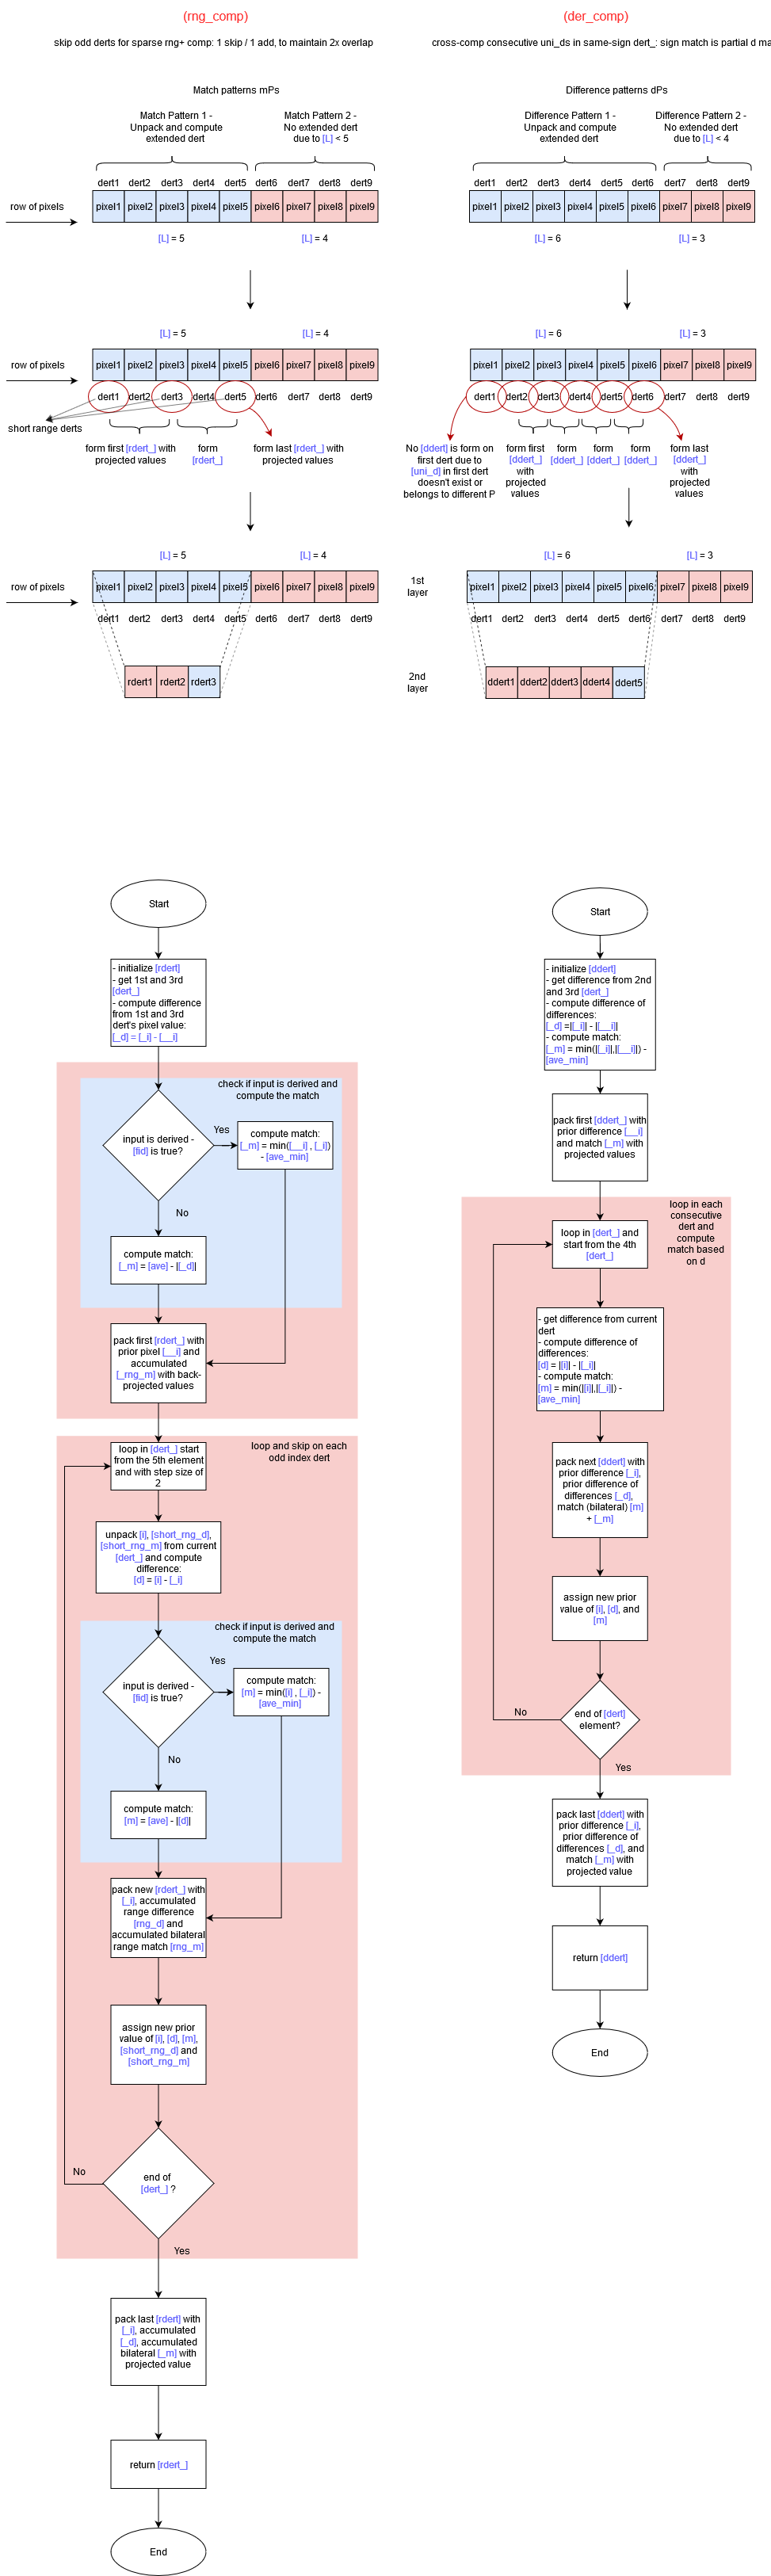 (rng_comp)
skip odd derts for sparse rng+ comp: 1 skip / 1 add, to maintain 2x overlap
Match patterns mPs
Match Pattern 1 -
Unpack and compute
extended dert
Match Pattern 2 -
No extended dert
due to [L] < 5
dert1 dert2 dert3 dert4 dert5 dert6 dert7 dert8 dert9
row of pixels
pixel1 pixel2 pixel3 pixel4 pixel5 pixel6 pixel7 pixel8 pixel9
[L] = 5 [L] = 4
[L] = 5 [L] = 4
row of pixels
pixel1 pixel2 pixel3 pixel4 pixel5 pixel6 pixel7 pixel8 pixel9
dert1 dert2 dert3 dert4 dert5 dert6 dert7 dert8 dert9
short range derts
form first [rdert_] with
projected values
form
[rdert_]
form last [rdert_] with
projected values
[L] = 5 [L] = 4
row of pixels
pixel1 pixel2 pixel3 pixel4 pixel5 pixel6 pixel7 pixel8 pixel9
dert1 dert2 dert3 dert4 dert5 dert6 dert7 dert8 dert9
rdert1 rdert2 rdert3
(der_comp)
cross-comp consecutive uni_ds in same-sign dert_: sign match is partial d ma
Difference patterns dPs
Difference Pattern 1 -
Unpack and compute
extended dert
Difference Pattern 2 -
No extended dert
due to [L] < 4
dert1 dert2 dert3 dert4 dert5 dert6 dert7 dert8 dert9
pixel1 pixel2 pixel3 pixel4 pixel5 pixel6 pixel7 pixel8 pixel9
[L] = 6 [L] = 3
[L] = 6 [L] = 3
pixel1 pixel2 pixel3 pixel4 pixel5 pixel6 pixel7 pixel8 pixel9
dert1 dert2 dert3 dert4 dert5 dert6 dert7 dert8 dert9
No [ddert] is form on
first dert due to
[uni_d] in first dert
doesn't exist or
belongs to different P
form first
[ddert_]
with
projected
values
form
[ddert_]
form
[ddert_]
form
[ddert_]
form last
[ddert_]
with
projected
values
[L] = 6 [L] = 3
1st
layer
pixel1 pixel2 pixel3 pixel4 pixel5 pixel6 pixel7 pixel8 pixel9
dert1 dert2 dert3 dert4 dert5 dert6 dert7 dert8 dert9
2nd
layer
ddert1 ddert2 ddert3 ddert4 ddert5
Start
- initialize [rdert]
- get 1st and 3rd
[dert_]
- compute difference
from 1st and 3rd
dert's pixel value:
[_d] = [_i] - [__i]
check if input is derived and
compute the match
input is derived -
[fid] is true?
Yes
compute match:
[_m] = min([__i] , [_i])
- [ave_min]
No
compute match:
[_m] = [ave] - |[_d]|
pack first [rdert_] with
prior pixel [__i] and
accumulated
[_rng_m] with back-
projected values
loop and skip on each
odd index dert
loop in [dert_] start
from the 5th element
and with step size of
2
unpack [i], [short_rng_d],
[short_rng_m] from current
[dert_] and compute
difference:
[d] = [i] - [_i]
check if input is derived and
compute the match
input is derived -
[fid] is true?
Yes
compute match:
[m] = min([i] , [_i]) -
[ave_min]
No
compute match:
[m] = [ave] - |[d]|
pack new [rdert_] with
[_i], accumulated
range difference
[rng_d] and
accumulated bilateral
range match [rng_m]
assign new prior
value of [i], [d], [m],
[short_rng_d] and
[short_rng_m]
end of
[dert_] ?
No
Yes
pack last [rdert] with
[_i], accumulated
[_d], accumulated
bilateral [_m] with
projected value
return [rdert_]
End
Start
- initialize [ddert]
- get difference from 2nd
and 3rd [dert_]
- compute difference of
differences:
[_d] =|[_i]| - |[__i]|
- compute match:
[_m] = min(|[_i]|,|[__i]|) -
[ave_min]
pack first [ddert_] with
prior difference [__i]
and match [_m] with
projected values
loop in each
consecutive
dert and
compute
match based
on d
loop in [dert_] and
start from the 4th
[dert_]
- get difference from current
dert
- compute difference of
differences:
[d] = |[i]| - |[_i]|
- compute match:
[m] = min(|[i]|,|[_i]|) -
[ave_min]
pack next [ddert] with
prior difference [_i],
prior difference of
differences [_d],
match (bilateral) [m]
+ [_m]
assign new prior
value of [i], [d], and
[m]
end of [dert]
element?
No
Yes
pack last [ddert] with
prior difference [_i],
prior difference of
differences [_d], and
match [_m] with
projected value
return [ddert]
End